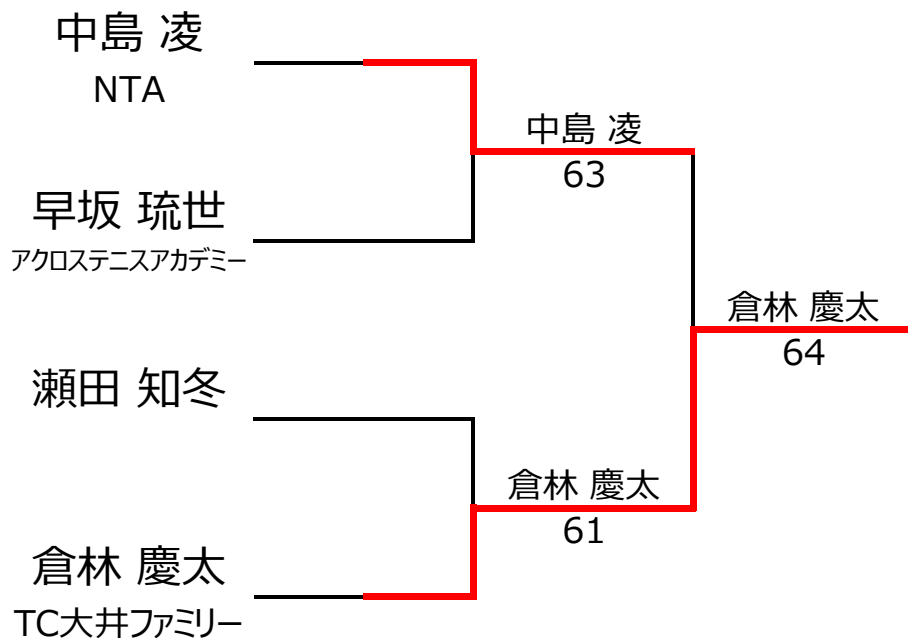 中島 凌
NTA
早坂 琉世
アクロステニスアカデミー
瀬田 知冬
倉林 慶太
TC大井ファミリー
中島 凌
63
倉林 慶太
61
倉林 慶太
64